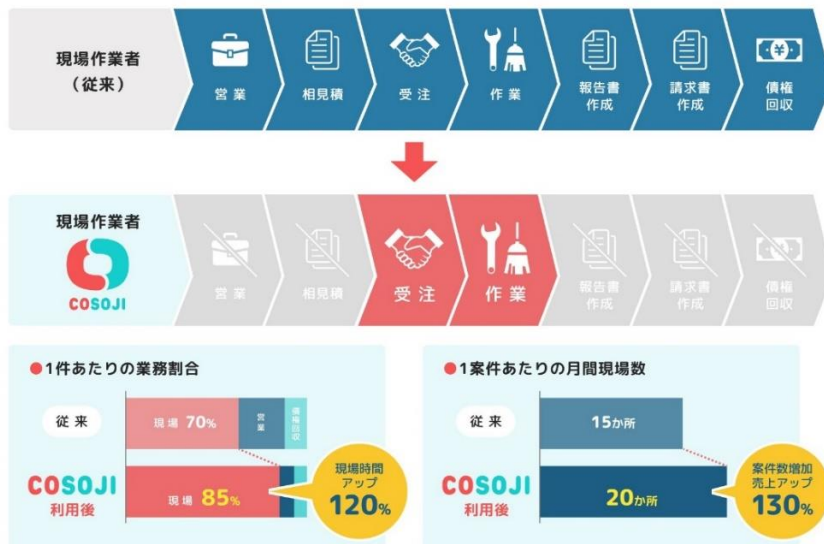 現場作業者
（従来）
営業
相見積
受注
作業
報告書
作成
請求書
作成
債権
回収
現場作業者
COSOJI
営業
相見積
受注
作業
報告書
作成
請求書
作成
債権
回収
●1件あたりの業務割合
従来
現場 70%
営業
債権回収
COSOJI
利用後
現場 85%
現場時間
アップ
120%
●1案件あたりの月間現場数
従来
15か所
COSOJI
利用後
20か所
案件数増加
売上アップ
130%